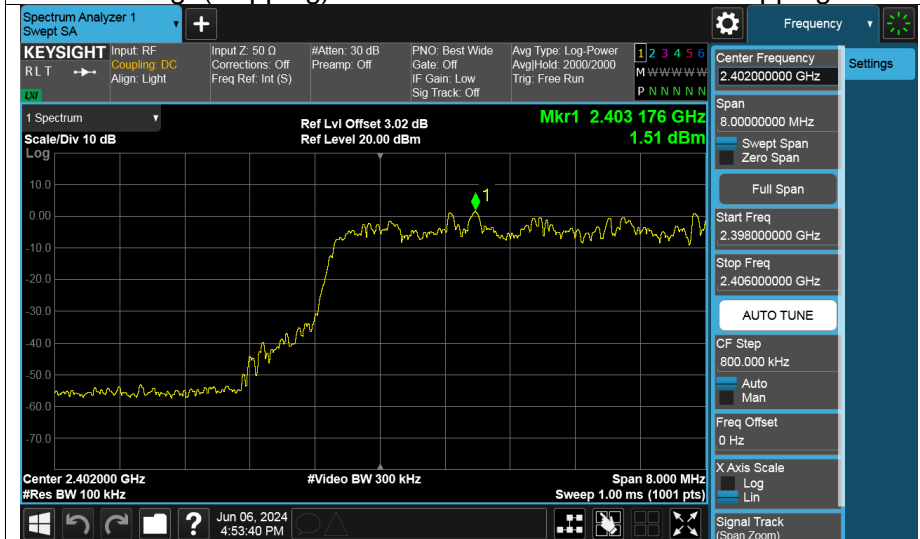 Spectrum Analyzer 1
Swept SA
Frequency
KEYSIGHT
RLT
LXI
Input: RF
Coupling: DC
Align: Light
Input Z: 50 Ω
Corrections: Off
Freq Ref: Int (S)
#Atten: 30 dB
Preamp: Off
PNO: Best Wide
Gate: Off
IF Gain: Low
Sig Track: Off
Avg Type: Log-Power
Avg|Hold: 2000/2000
Trig: Free Run
1 2 3 4 5 6
M W W W W W
P N N N N N
1 Spectrum
Scale/Div 10 dB
Log
Ref Lvl Offset 3.02 dB
Ref Level 20.00 dBm
Mkr1 2.403 176 GHz
1.51 dBm
1
10.0
0.00
-10.0
-20.0
-30.0
-40.0
-50.0
-60.0
-70.0
Center 2.402000 GHz
#Res BW 100 kHz
#Video BW 300 kHz
Span 8.000 MHz
Sweep 1.00 ms (1001 pts)
?
Jun 06, 2024
4:53:40 PM
Center Frequency
2.402000000 GHz
Span
8.00000000 MHz
Swept Span
Zero Span
Full Span
Start Freq
2.398000000 GHz
Stop Freq
2.406000000 GHz
AUTO TUNE
CF Step
800.000 kHz
Auto
Man
Freq Offset
0 Hz
X Axis Scale
Log
Lin
Signal Track
(Span Zoom)
Settings